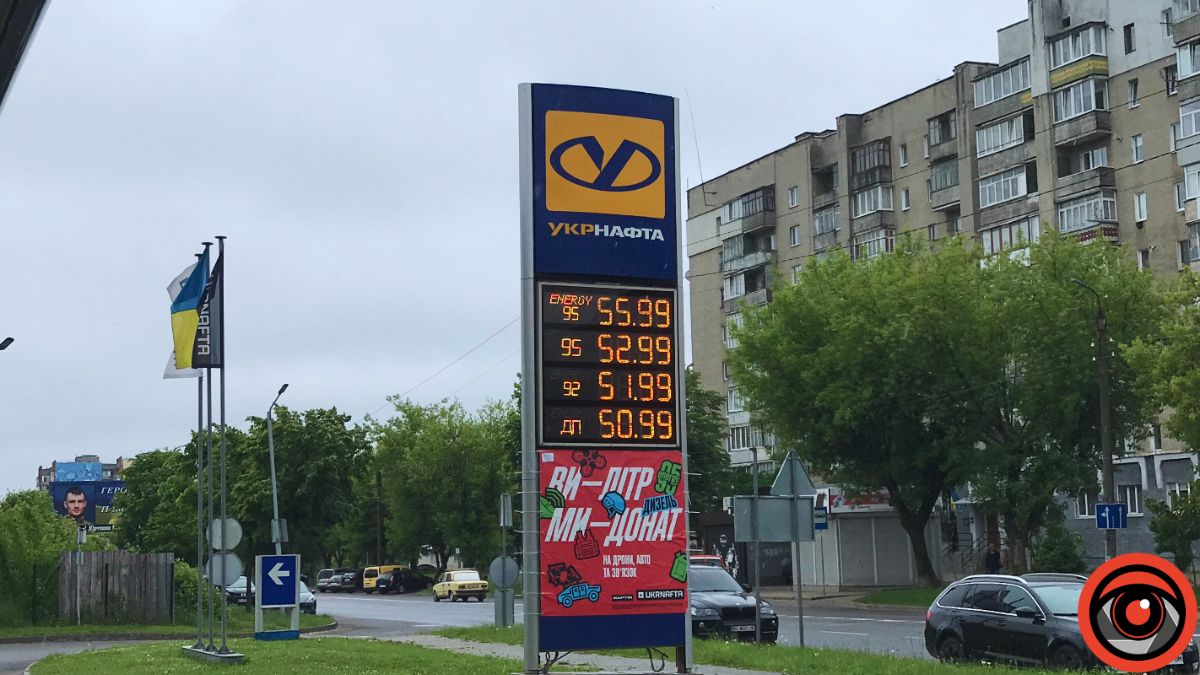 УКРНАФТА
ENERGY
95 55.99
95 52.99
92 51.99
ДП 50.99
ВИ—ЛІТР
95
ДИЗЕЛЬ
МИ—ДОНАТ
НА ДРОНИ, АВТО
ТА ЗВ'ЯЗОК
UKRNAFTA
ГЕРО